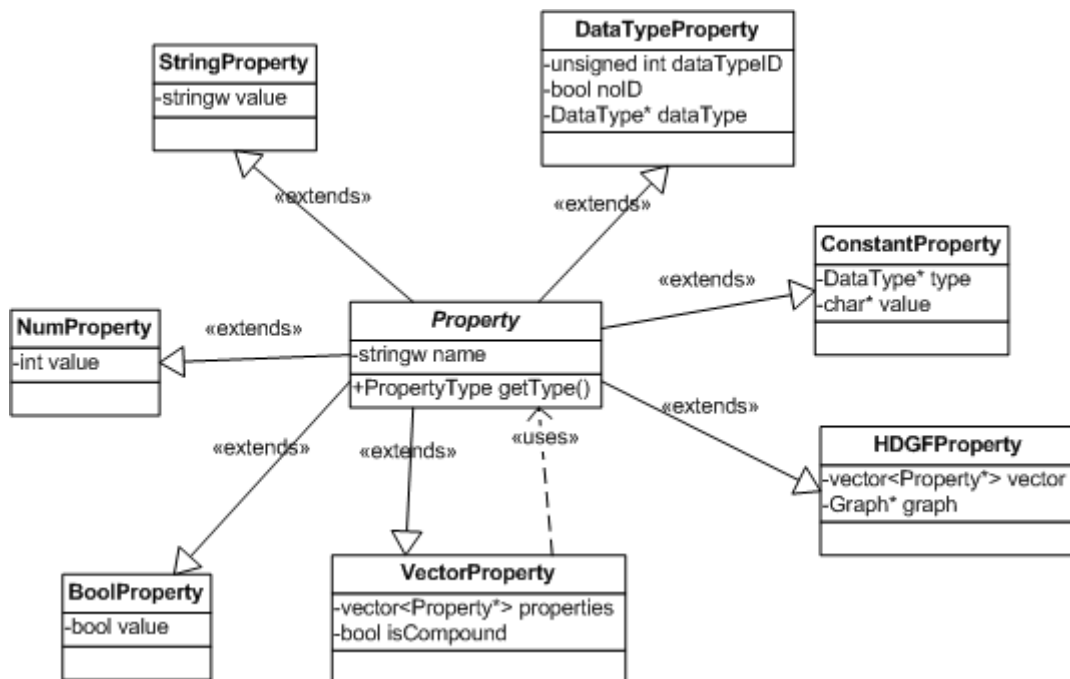 DataTypeProperty
-unsigned int dataTypeID
-bool noID
-DataType* dataType
StringProperty
-stringw value
«extends»
«extends»
ConstantProperty
-DataType* type
-char* value
«extends»
NumProperty
-int value
«extends»
Property
-stringw name
+PropertyType getType()
«extends»
«extends»
«extends»
«uses»
HDGFProperty
-vector<Property*> vector
-Graph* graph
VectorProperty
-vector<Property*> properties
-bool isCompound
BoolProperty
-bool value